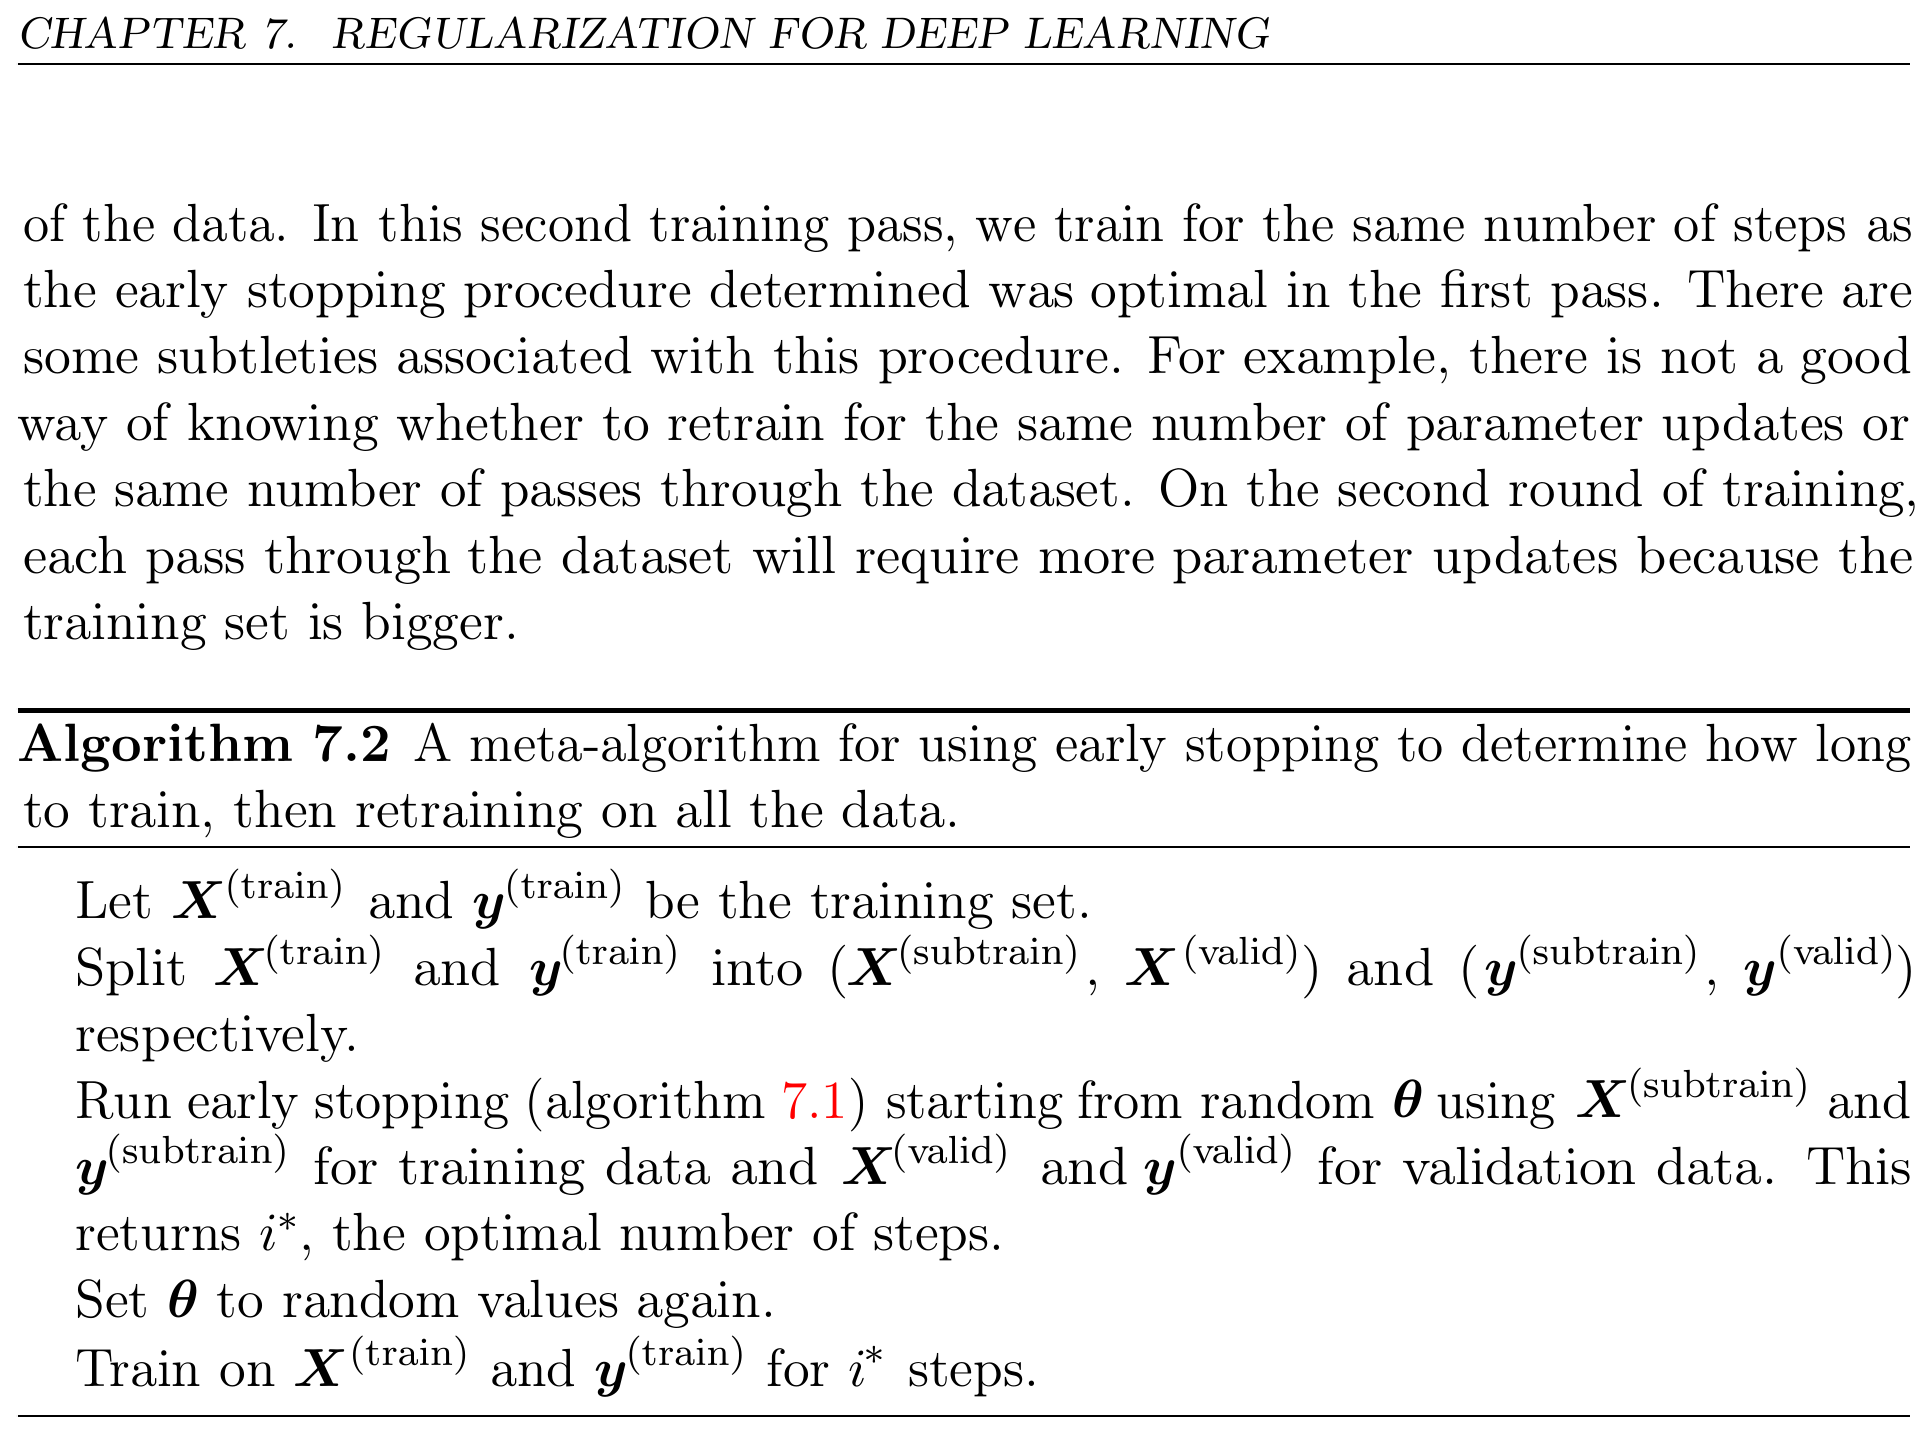 CHAPTER 7. REGULARIZATION FOR DEEP LEARNING
of the data. In this second training pass, we train for the same number of steps as
the early stopping procedure determined was optimal in the first pass. There are
some subtleties associated with this procedure. For example, there is not a good
way of knowing whether to retrain for the same number of parameter updates or
the same number of passes through the dataset. On the second round of training,
each pass through the dataset will require more parameter updates because the
training set is bigger.
Algorithm 7.2 A meta-algorithm for using early stopping to determine how long
to train, then retraining on all the data.
Let X^(train) and y^(train) be the training set.
Split X^(train) and y^(train) into (X^(subtrain), X^(valid)) and (y^(subtrain), y^(valid))
respectively.
Run early stopping (algorithm 7.1) starting from random θ using X^(subtrain) and
y^(subtrain) for training data and X^(valid) and y^(valid) for validation data. This
returns i*, the optimal number of steps.
Set θ to random values again.
Train on X^(train) and y^(train) for i* steps.